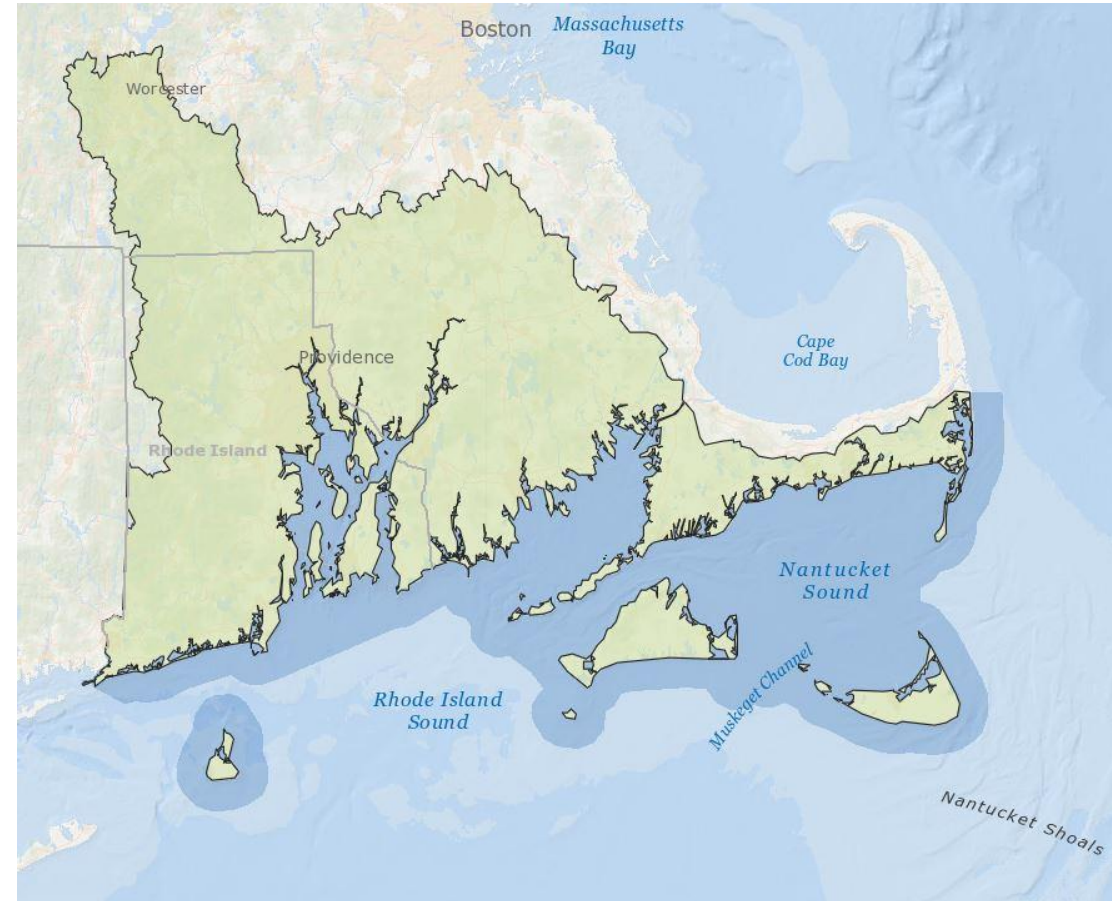 Boston
Massachusetts
Bay
Worcester
Cape
Cod Bay
Providence
Rhode Island
Nantucket
Sound
Rhode Island
Sound
Muskeget Channel
Nantucket Shoals